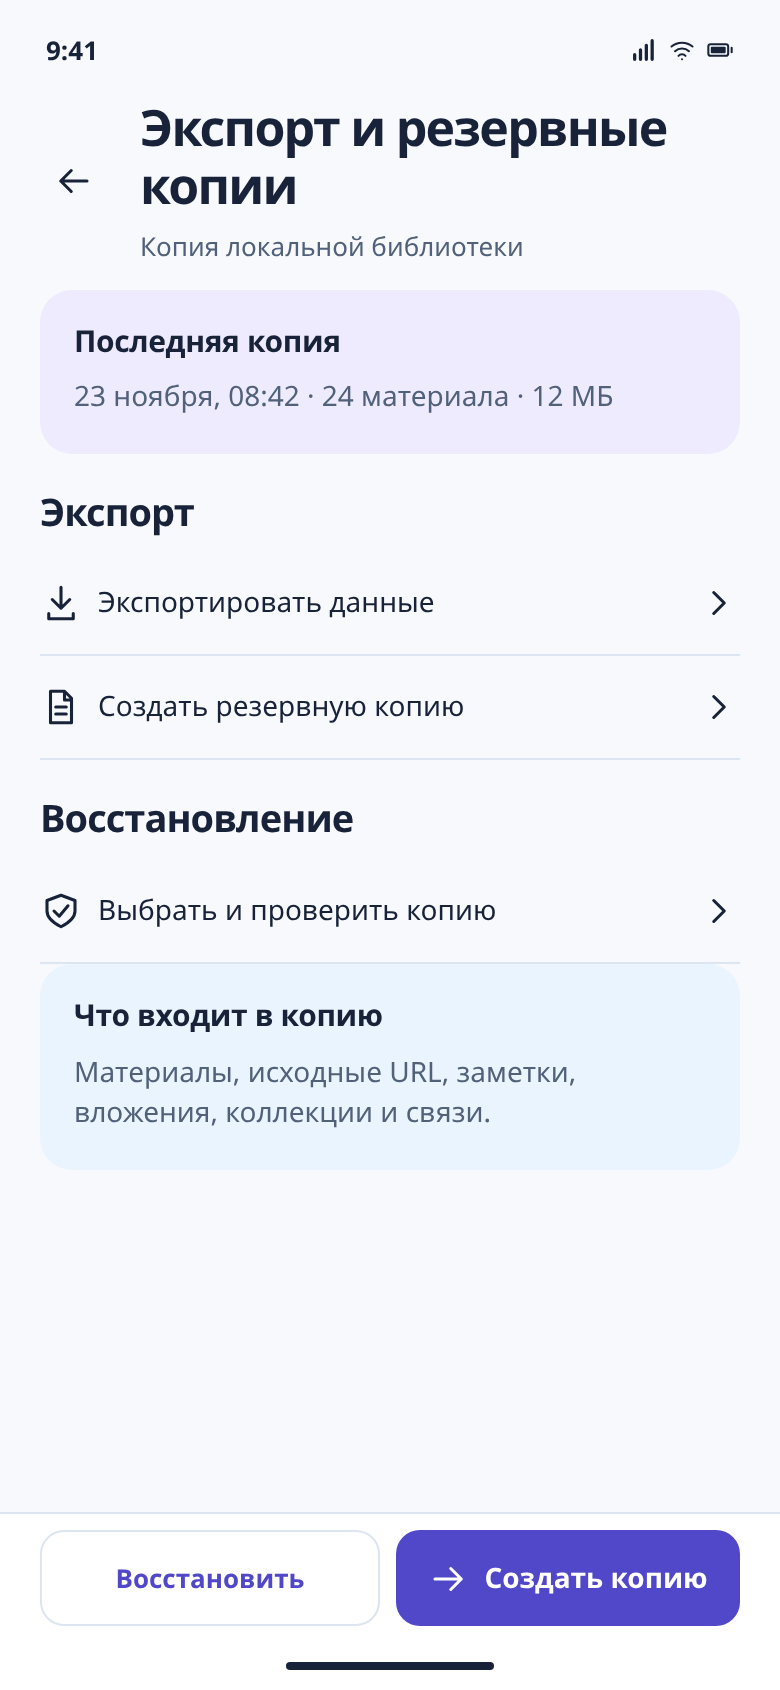 9:41
Экспорт и резервные
копии
Копия локальной библиотеки
Последняя копия
23 ноября, 08:42 · 24 материала · 12 МБ
Экспорт
Экспортировать данные
Создать резервную копию
Восстановление
Выбрать и проверить копию
Что входит в копию
Материалы, исходные URL, заметки,
вложения, коллекции и связи.
Восстановить
Создать копию